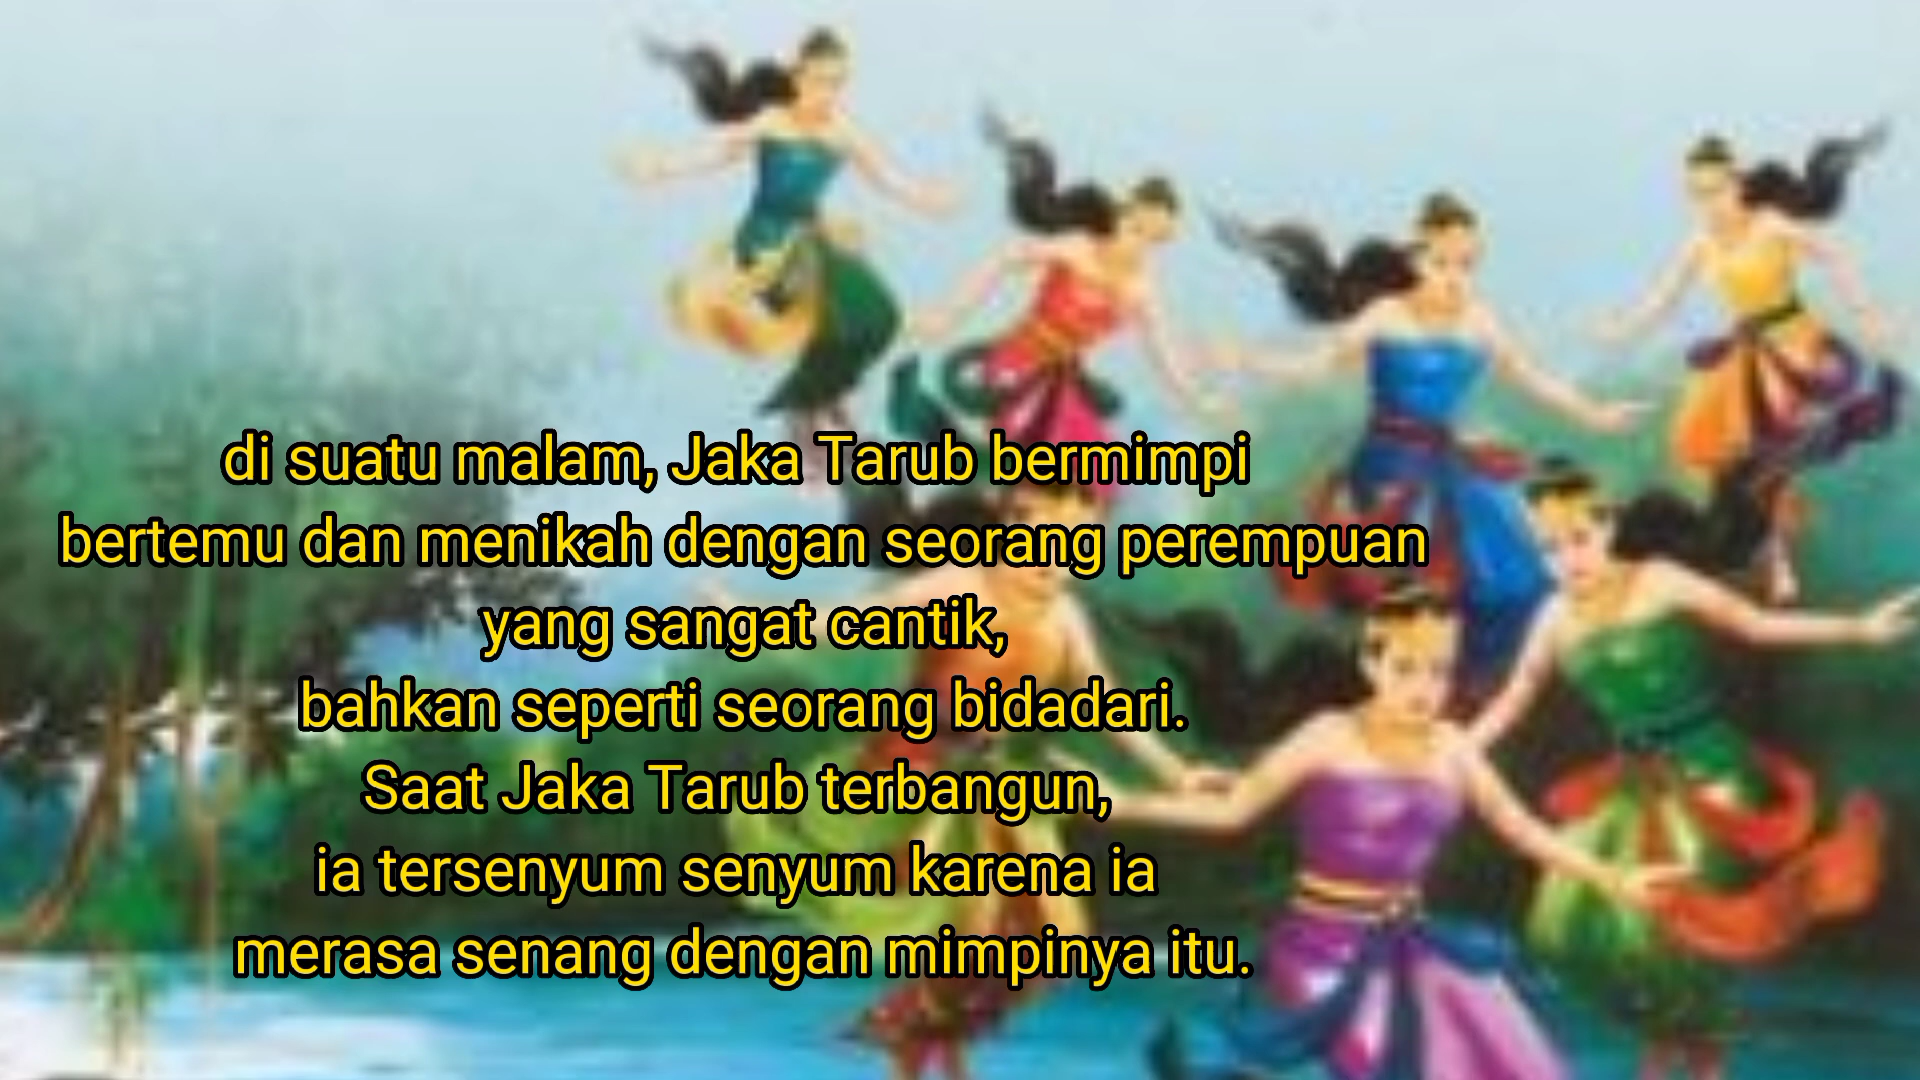 di suatu malam, Jaka Tarub bermimpi
bertemu dan menikah dengan seorang perempuan
yang sangat cantik,
bahkan seperti seorang bidadari.
Saat Jaka Tarub terbangun,
ia tersenyum senyum karena ia
merasa senang dengan mimpinya itu.